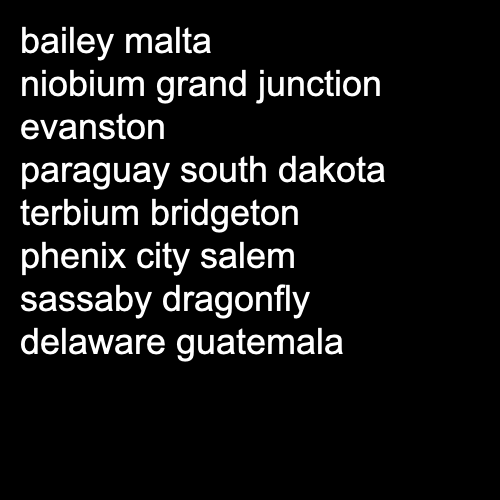 bailey malta
niobium grand junction
evanston
paraguay south dakota
terbium bridgeton
phenix city salem
sassaby dragonfly
delaware guatemala